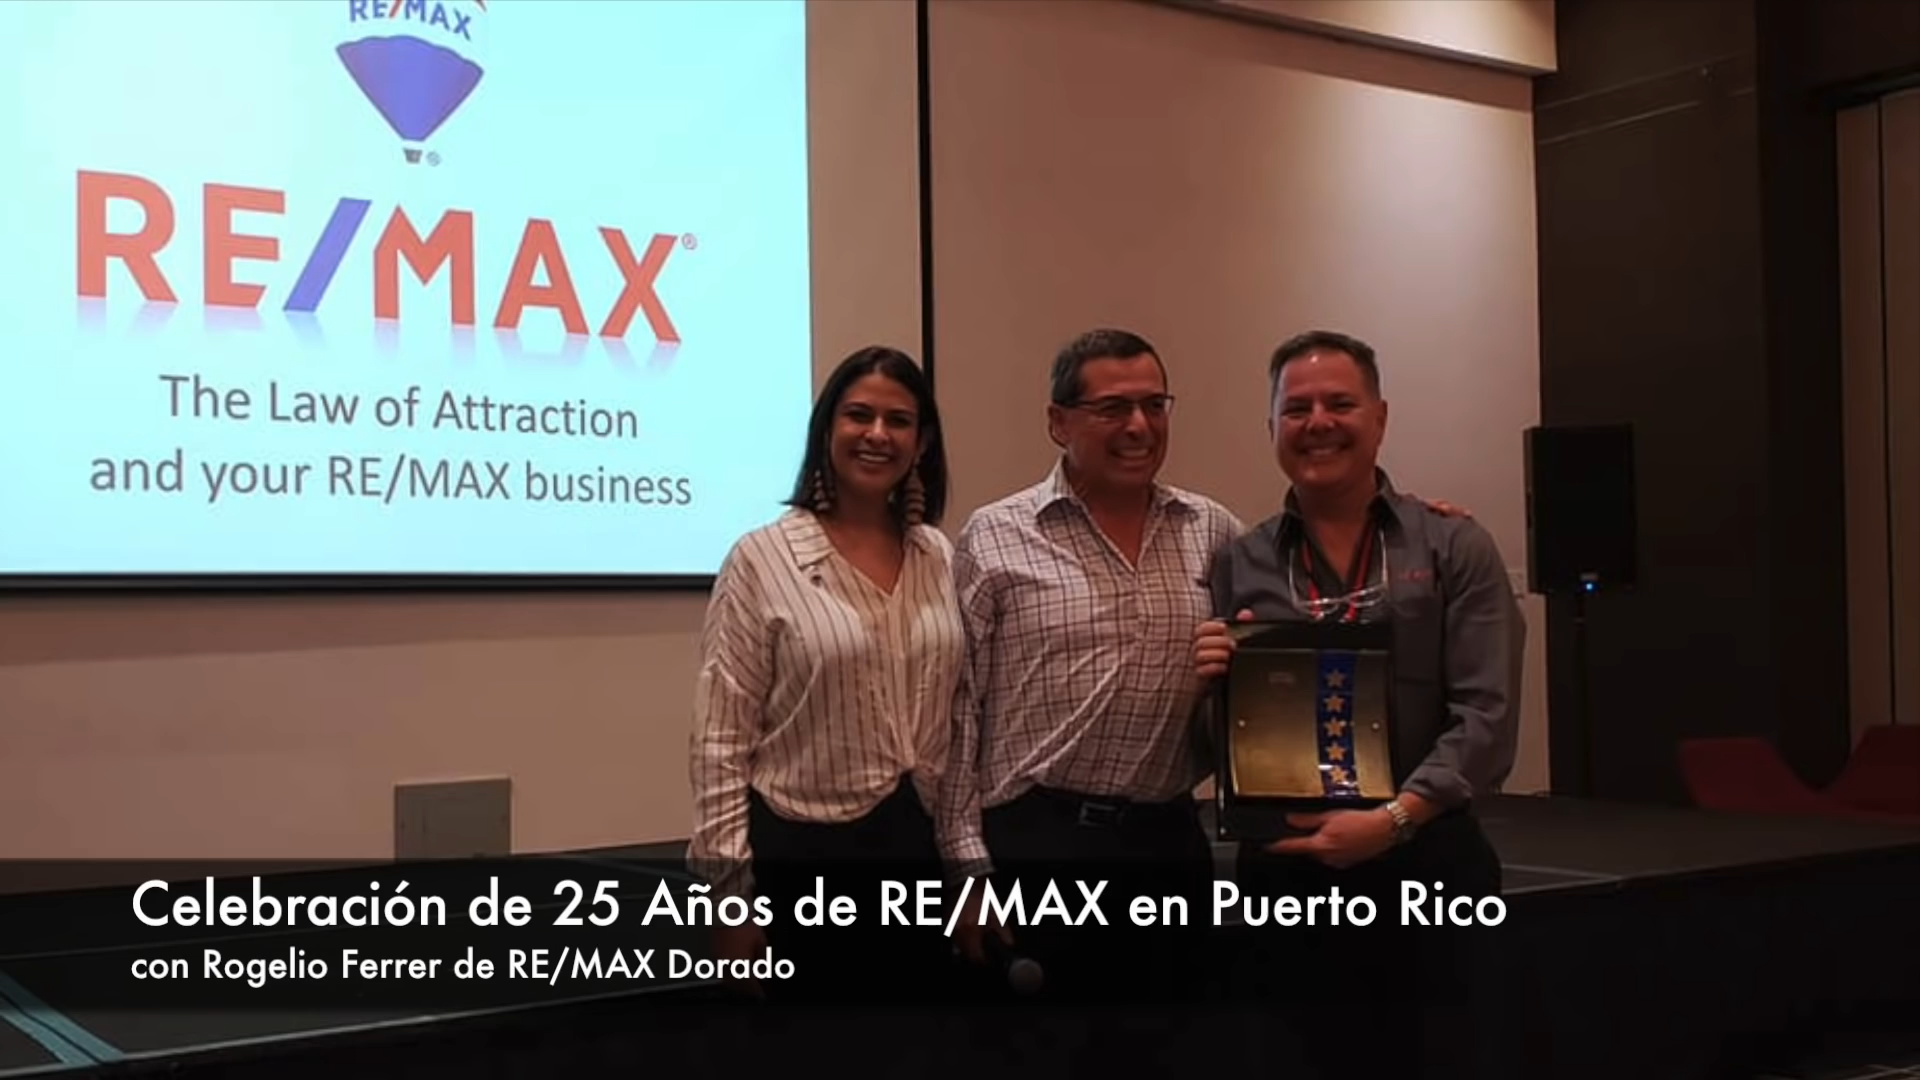 RE/MAX
RE/MAX
The Law of Attraction
and your RE/MAX business
Celebración de 25 Años de RE/MAX en Puerto Rico
con Rogelio Ferrer de RE/MAX Dorado